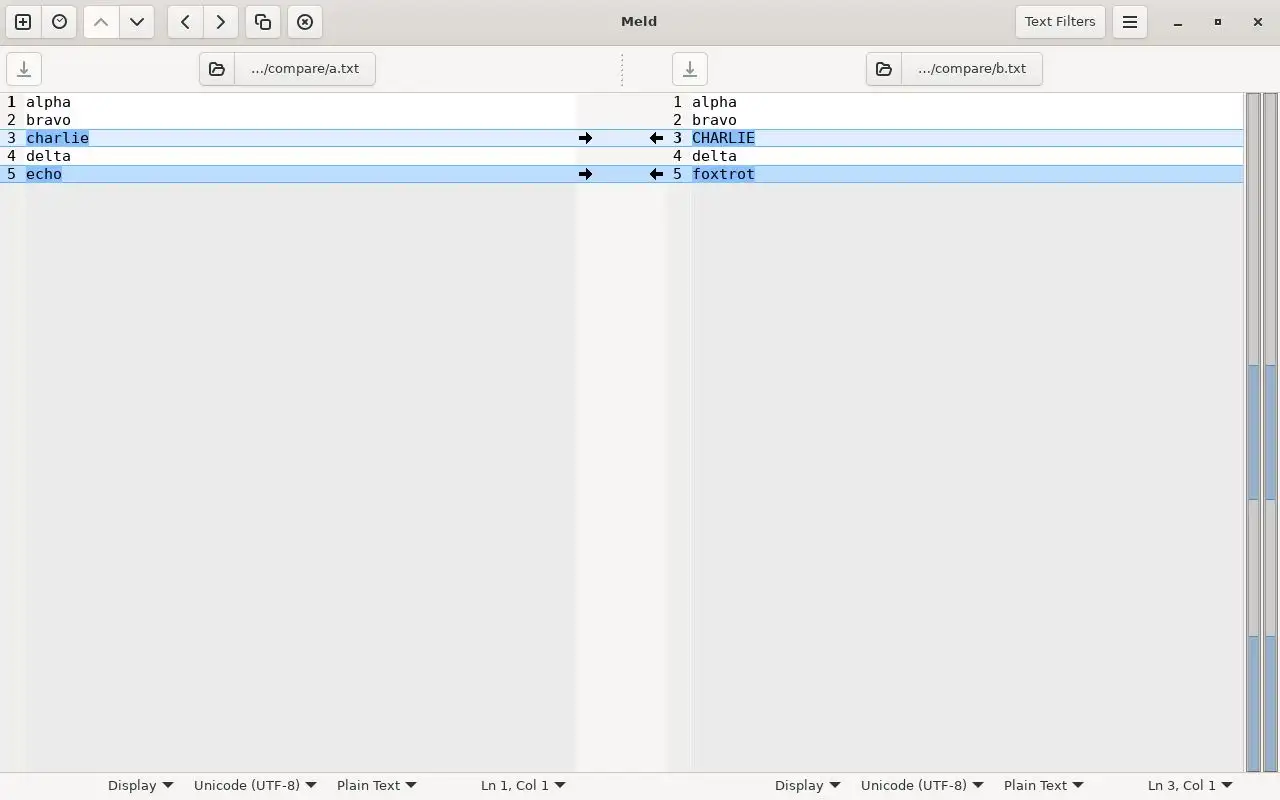 Meld
Text Filters
.../compare/a.txt
.../compare/b.txt
1 alpha
2 bravo
3 charlie
4 delta
5 echo
1 alpha
2 bravo
3 CHARLIE
4 delta
5 foxtrot
Display Unicode (UTF-8) Plain Text Ln 1, Col 1
Display Unicode (UTF-8) Plain Text Ln 3, Col 1